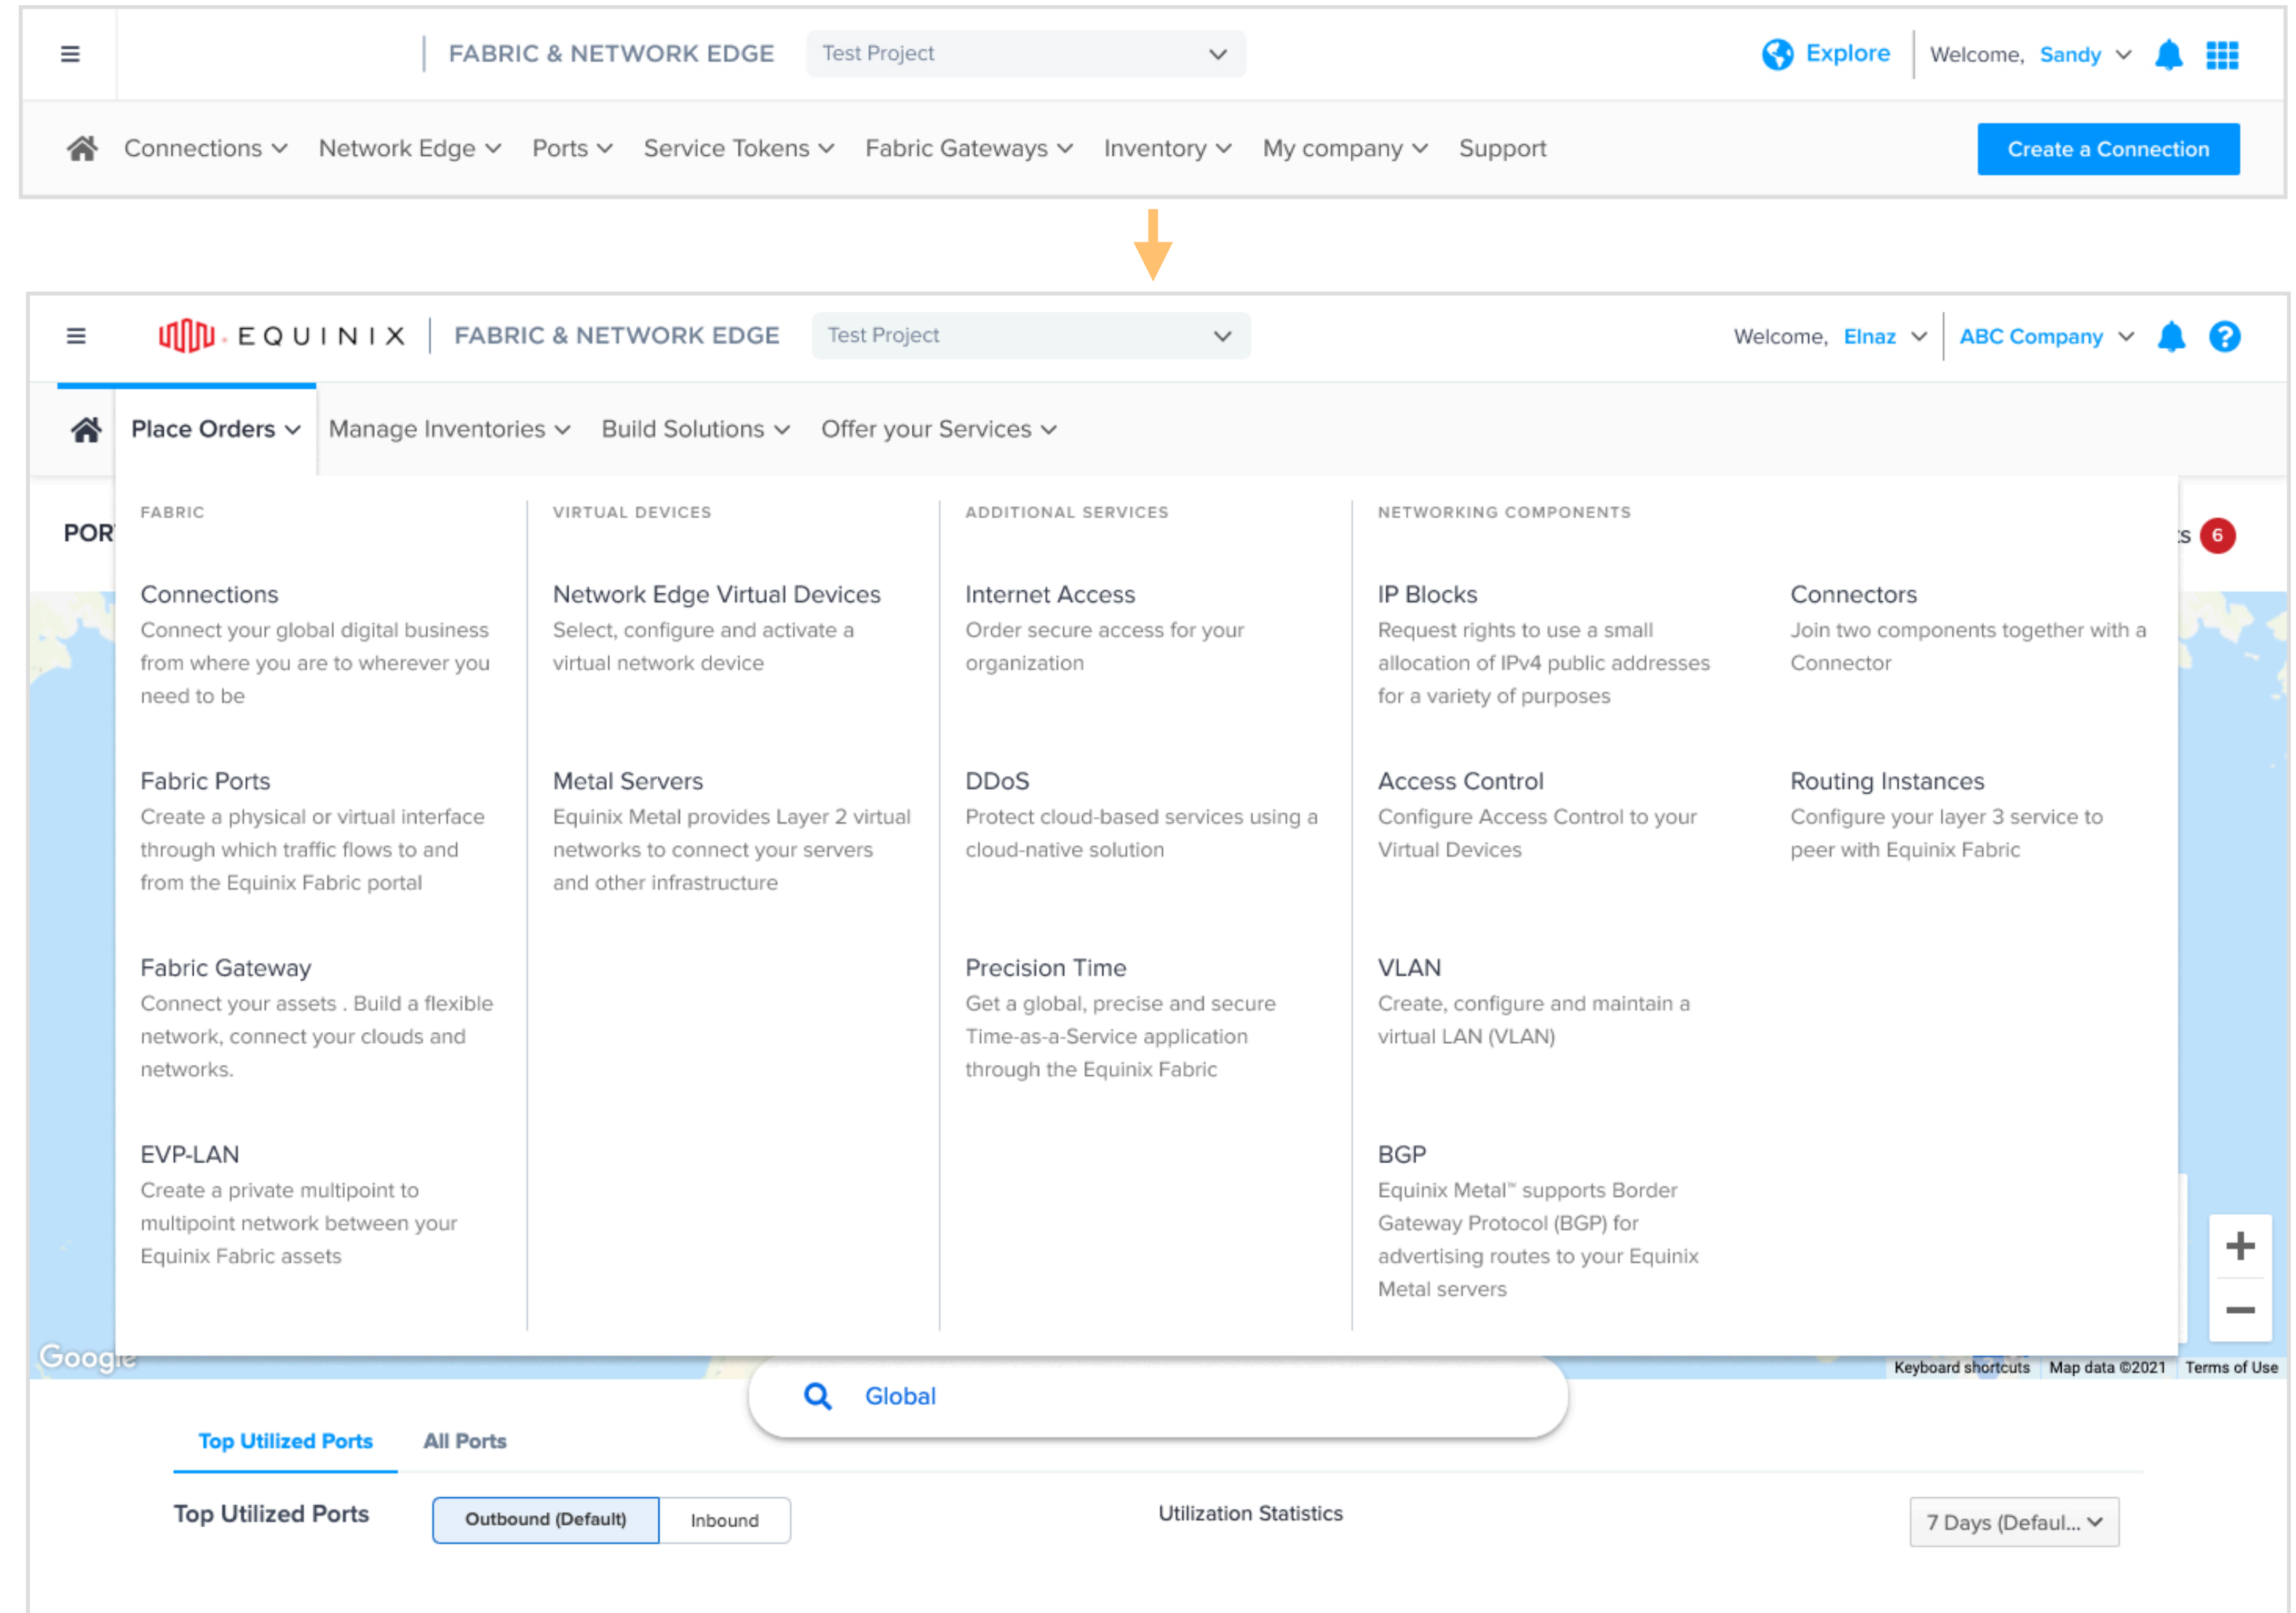 FABRIC & NETWORK EDGE
Test Project
Explore
Welcome, Sandy
Connections
Network Edge
Ports
Service Tokens
Fabric Gateways
Inventory
My company
Support
Create a Connection
EQUINIX
FABRIC & NETWORK EDGE
Test Project
Welcome, Elnaz
ABC Company
Place Orders
Manage Inventories
Build Solutions
Offer your Services
POR
s 6
FABRIC
Connections
Connect your global digital business
from where you are to wherever you
need to be
Fabric Ports
Create a physical or virtual interface
through which traffic flows to and
from the Equinix Fabric portal
Fabric Gateway
Connect your assets . Build a flexible
network, connect your clouds and
networks.
EVP-LAN
Create a private multipoint to
multipoint network between your
Equinix Fabric assets
VIRTUAL DEVICES
Network Edge Virtual Devices
Select, configure and activate a
virtual network device
Metal Servers
Equinix Metal provides Layer 2 virtual
networks to connect your servers
and other infrastructure
ADDITIONAL SERVICES
Internet Access
Order secure access for your
organization
DDoS
Protect cloud-based services using a
cloud-native solution
Precision Time
Get a global, precise and secure
Time-as-a-Service application
through the Equinix Fabric
NETWORKING COMPONENTS
IP Blocks
Request rights to use a small
allocation of IPv4 public addresses
for a variety of purposes
Access Control
Configure Access Control to your
Virtual Devices
VLAN
Create, configure and maintain a
virtual LAN (VLAN)
BGP
Equinix Metal™ supports Border
Gateway Protocol (BGP) for
advertising routes to your Equinix
Metal servers
Connectors
Join two components together with a
Connector
Routing Instances
Configure your layer 3 service to
peer with Equinix Fabric
Google
Keyboard shortcuts
Map data ©2021
Terms of Use
Global
Top Utilized Ports
All Ports
Top Utilized Ports
Outbound (Default)
Inbound
Utilization Statistics
7 Days (Defaul...